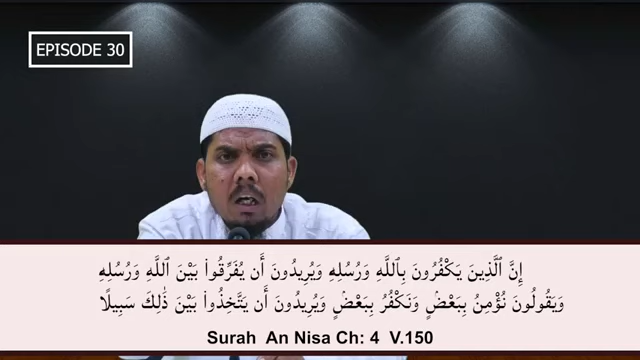 EPISODE 30
إِنَّ ٱلَّذِينَ يَكْفُرُونَ بِٱللَّهِ وَرُسُلِهِ وَيُرِيدُونَ أَن يُفَرِّقُوا۟ بَيْنَ ٱللَّهِ وَرُسُلِهِ
وَيَقُولُونَ نُؤْمِنُ بِبَعْضٍۢ وَنَكْفُرُ بِبَعْضٍۢ وَيُرِيدُونَ أَن يَتَّخِذُوا۟ بَيْنَ ذَٰلِكَ سَبِيلًا
Surah An Nisa Ch: 4 V.150